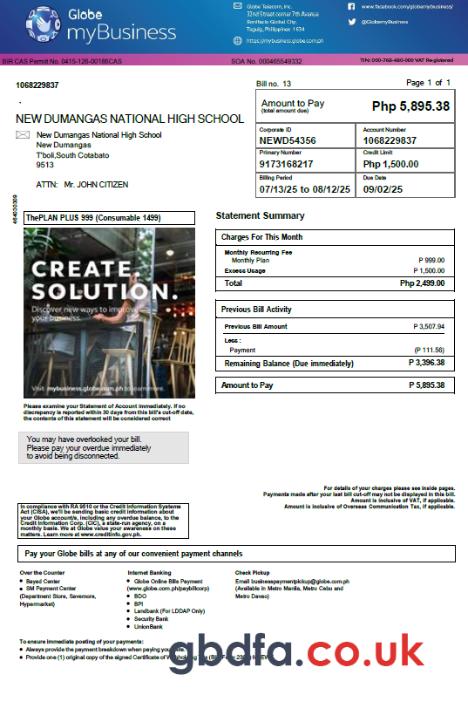 Globe
myBusiness
Globe Telecom, Inc.
32nd Street corner 7th Avenue
Bonifacio Global City,
Taguig, Philippines 1634
https://mybusiness.globe.com.ph
www.facebook.com/globemybusiness/
@GlobemyBusiness
BIR CAS Permit No. 0415-126-00186CAS
SOA No. 000465549332
TIN: 000-768-480-000 VAT Registered
1068229837
Bill no. 13
Page 1 of 1
.
NEW DUMANGAS NATIONAL HIGH SCHOOL
New Dumangas National High School
New Dumangas
T'boli,South Cotabato
9513
ATTN: Mr. JOHN CITIZEN
Amount to Pay
(total amount due)
Php 5,895.38
Corporate ID
NEWD54356
Account Number
1068229837
Primary Number
9173168217
Credit Limit
Php 1,500.00
Billing Period
07/13/25 to 08/12/25
Due Date
09/02/25
ThePLAN PLUS 999 (Consumable 1499)
CREATE.
SOLUTION.
Discover new ways to improve
your business.
Visit mybusiness.globe.com.ph to learn more.
Please examine your Statement of Account immediately. If no
discrepancy is reported within 30 days from this bill's cut-off date,
the contents of this statement will be considered correct
You may have overlooked your bill.
Please pay your overdue immediately
to avoid being disconnected.
Statement Summary
Charges For This Month
Monthly Recurring Fee
Monthly Plan P 999.00
Excess Usage P 1,500.00
Total Php 2,499.00
Previous Bill Activity
Previous Bill Amount P 3,507.94
Less :
Payment (P 111.56)
Remaining Balance (Due immediately) P 3,396.38
Amount to Pay P 5,895.38
For details of your charges please see inside pages.
Payments made after your last bill cut-off may not be displayed in this bill.
Amount is inclusive of VAT, if applicable.
Amount is inclusive of Overseas Communication Tax, if applicable.
In compliance with RA 9510 or the Credit Information Systems
Act (CISA), we'll be sending basic credit information about
your Globe account/s, including any overdue balance, to the
Credit Information Corp. (CIC), a state-run agency, on a
monthly basis. We at Globe value your awareness on these
matters. Learn more at www.creditinfo.gov.ph.
Pay your Globe bills at any of our convenient payment channels
Over the Counter
Bayad Center
SM Payment Center
(Department Store, Savemore,
Hypermarket)
Internet Banking
Globe Online Bills Payment
(www.globe.com.ph/paybillcorp)
BDO
BPI
Landbank (For LDDAP Only)
Security Bank
UnionBank
Check Pickup
Email businesspaymentpickup@globe.com.ph
(Available in Metro Manila, Metro Cebu and
Metro Davao)
To ensure immediate posting of your payments:
Always provide the payment breakdown when paying
Provide one (1) original copy of the signed Certificate of
gbdfa.co.uk